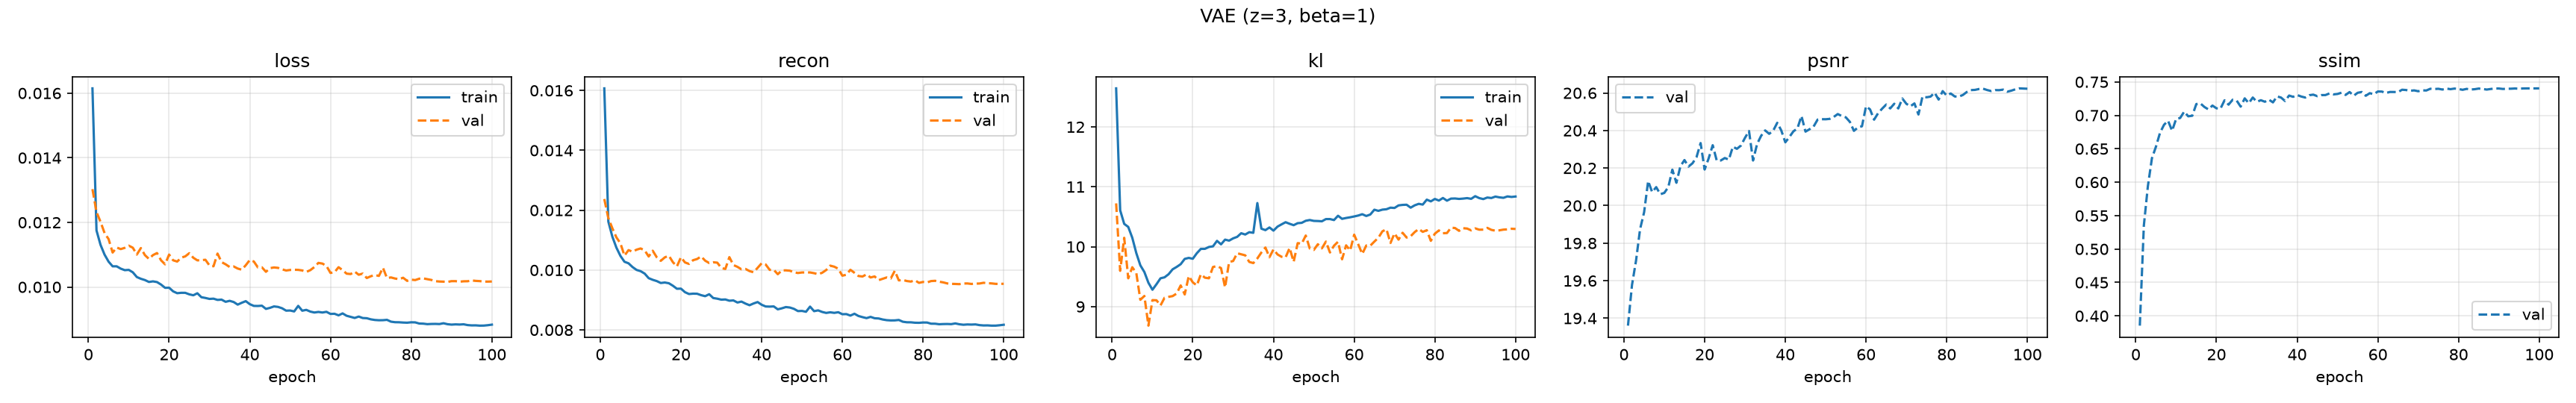 VAE (z=3, beta=1)
loss
0.016
0.014
0.012
0.010
train
val
0 20 40 60 80 100
epoch
recon
0.016
0.014
0.012
0.010
0.008
train
val
0 20 40 60 80 100
epoch
kl
12
11
10
9
train
val
0 20 40 60 80 100
epoch
psnr
20.6
20.4
20.2
20.0
19.8
19.6
19.4
val
0 20 40 60 80 100
epoch
ssim
0.75
0.70
0.65
0.60
0.55
0.50
0.45
0.40
val
0 20 40 60 80 100
epoch